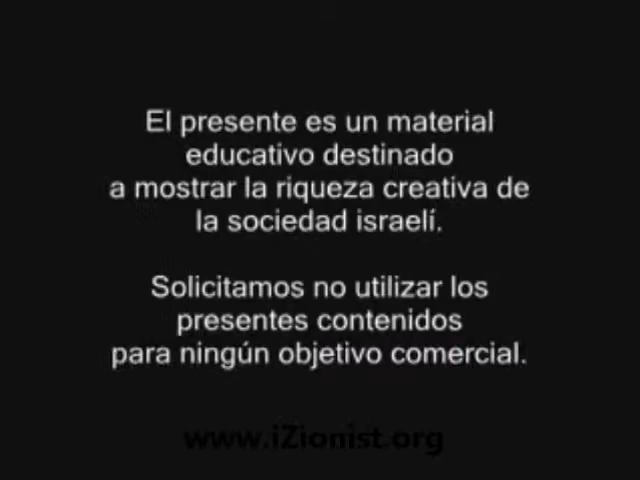 El presente es un material
educativo destinado
a mostrar la riqueza creativa de
la sociedad israelí.
Solicitamos no utilizar los
presentes contenidos
para ningún objetivo comercial.
www.iZionist.org